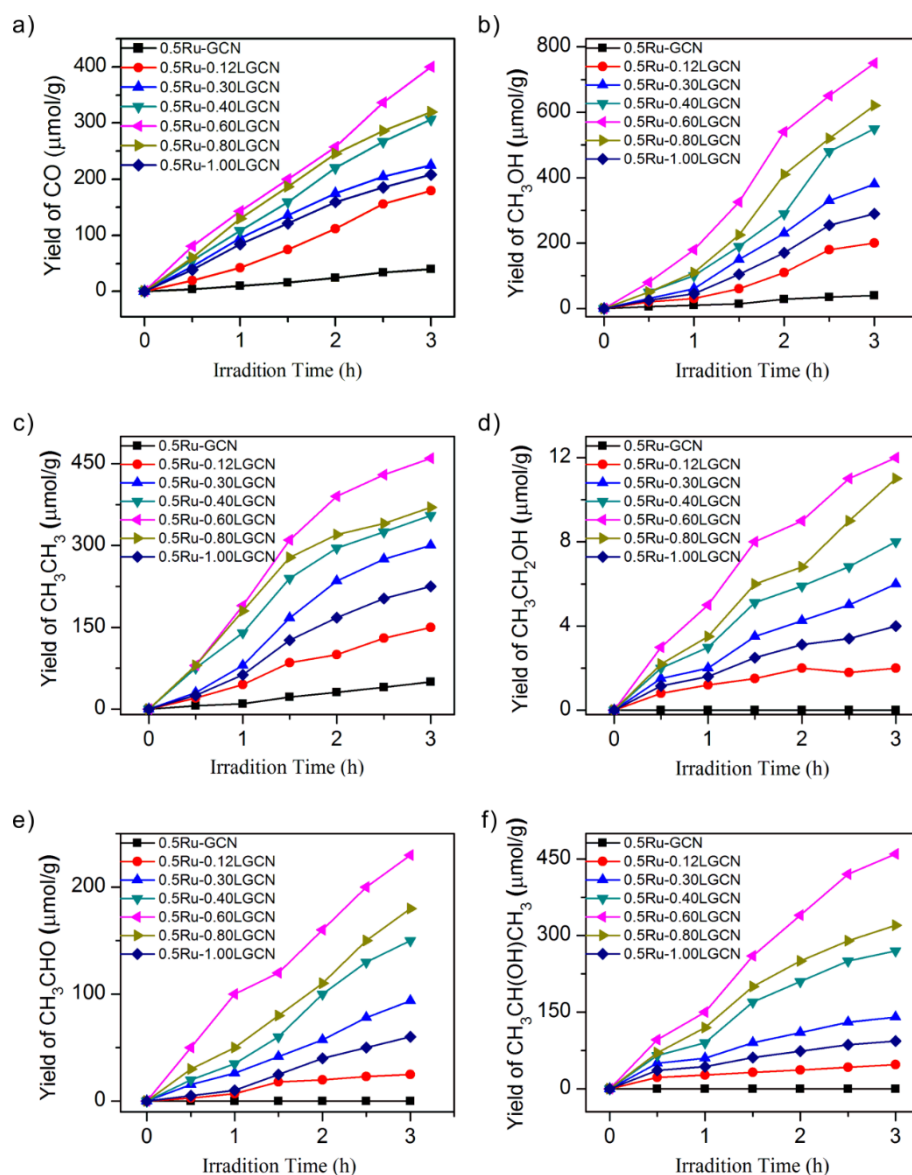 a)
0.5Ru-GCN
0.5Ru-0.12LGCN
0.5Ru-0.30LGCN
0.5Ru-0.40LGCN
0.5Ru-0.60LGCN
0.5Ru-0.80LGCN
0.5Ru-1.00LGCN
400
300
200
100
0
Yield of CO (μmol/g)
0 1 2 3
Irradition Time (h)
b)
0.5Ru-GCN
0.5Ru-0.12LGCN
0.5Ru-0.30LGCN
0.5Ru-0.40LGCN
0.5Ru-0.60LGCN
0.5Ru-0.80LGCN
0.5Ru-1.00LGCN
800
600
400
200
0
Yield of CH₃OH (μmol/g)
0 1 2 3
Irradition Time (h)
c)
0.5Ru-GCN
0.5Ru-0.12LGCN
0.5Ru-0.30LGCN
0.5Ru-0.40LGCN
0.5Ru-0.60LGCN
0.5Ru-0.80LGCN
0.5Ru-1.00LGCN
450
300
150
0
Yield of CH₃CH₃ (μmol/g)
0 1 2 3
Irradition Time (h)
d)
0.5Ru-GCN
0.5Ru-0.12LGCN
0.5Ru-0.30LGCN
0.5Ru-0.40LGCN
0.5Ru-0.60LGCN
0.5Ru-0.80LGCN
0.5Ru-1.00LGCN
12
8
4
0
Yield of CH₃CH₂OH (μmol/g)
0 1 2 3
Irradition Time (h)
e)
0.5Ru-GCN
0.5Ru-0.12LGCN
0.5Ru-0.30LGCN
0.5Ru-0.40LGCN
0.5Ru-0.60LGCN
0.5Ru-0.80LGCN
0.5Ru-1.00LGCN
200
100
0
Yield of CH₃CHO (μmol/g)
0 1 2 3
Irradition Time (h)
f)
0.5Ru-GCN
0.5Ru-0.12LGCN
0.5Ru-0.30LGCN
0.5Ru-0.40LGCN
0.5Ru-0.60LGCN
0.5Ru-0.80LGCN
0.5Ru-1.00LGCN
450
300
150
0
Yield of CH₃CH(OH)CH₃ (μmol/g)
0 1 2 3
Irradition Time (h)